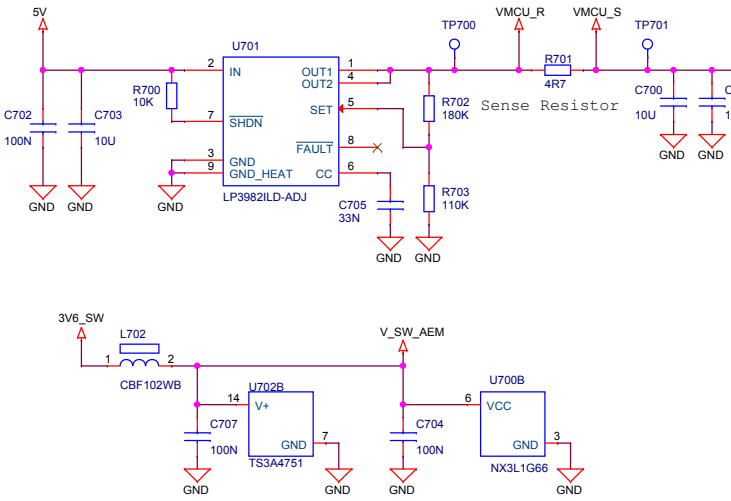 5V
U701
TP700
VMCU_R
VMCU_S
TP701
2
IN
OUT1
1
OUT2
4
R700
10K
R701
4R7
C702
100N
C703
10U
7
SHDN
SET
5
R702
180K
Sense Resistor
C700
10U
C
1
FAULT
8
3
GND
9
GND_HEAT
CC
6
GND
GND
GND
GND
GND
LP3982ILD-ADJ
C705
33N
R703
110K
GND
GND
3V6_SW
L702
1
2
CBF102WB
V_SW_AEM
U702B
14
V+
U700B
6
VCC
C707
100N
GND
7
C704
100N
GND
3
TS3A4751
NX3L1G66
GND
GND
GND
GND